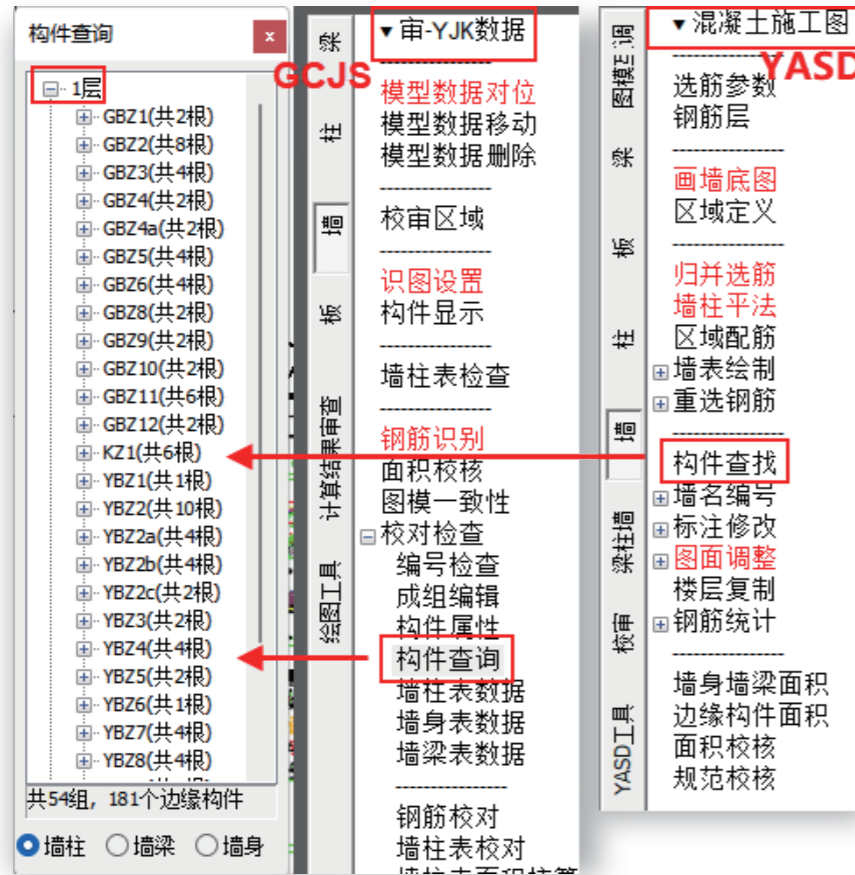 构件查询
x
1层
GBZ1(共2根)
GBZ2(共8根)
GBZ3(共4根)
GBZ4(共2根)
GBZ4a(共2根)
GBZ5(共4根)
GBZ6(共4根)
GBZ8(共2根)
GBZ9(共2根)
GBZ10(共2根)
GBZ11(共6根)
GBZ12(共2根)
KZ1(共6根)
YBZ1(共1根)
YBZ2(共10根)
YBZ2a(共4根)
YBZ2b(共4根)
YBZ2c(共2根)
YBZ3(共2根)
YBZ4(共4根)
YBZ5(共2根)
YBZ6(共1根)
YBZ7(共4根)
YBZ8(共4根)
共54组，181个边缘构件
墙柱 墙梁 墙身
GCJS
梁
柱
墙
板
计算结果审查
绘图工具
▼审-YJK数据
----------------
模型数据对位
模型数据移动
模型数据删除
----------------
校审区域
----------------
识图设置
构件显示
----------------
墙柱表检查
----------------
钢筋识别
面积校核
图模一致性
校对检查
编号检查
成组编辑
构件属性
构件查询
墙柱表数据
墙身表数据
墙梁表数据
----------------
钢筋校对
墙柱表校对
图模调
梁
板
柱
墙
梁柱墙
校审
YASD工具
▼混凝土施工图
YASD
----------------
选筋参数
钢筋层
----------------
画墙底图
区域定义
----------------
归并选筋
墙柱平法
区域配筋
墙表绘制
重选钢筋
----------------
构件查找
墙名编号
标注修改
图面调整
楼层复制
钢筋统计
----------------
墙身墙梁面积
边缘构件面积
面积校核
规范校核